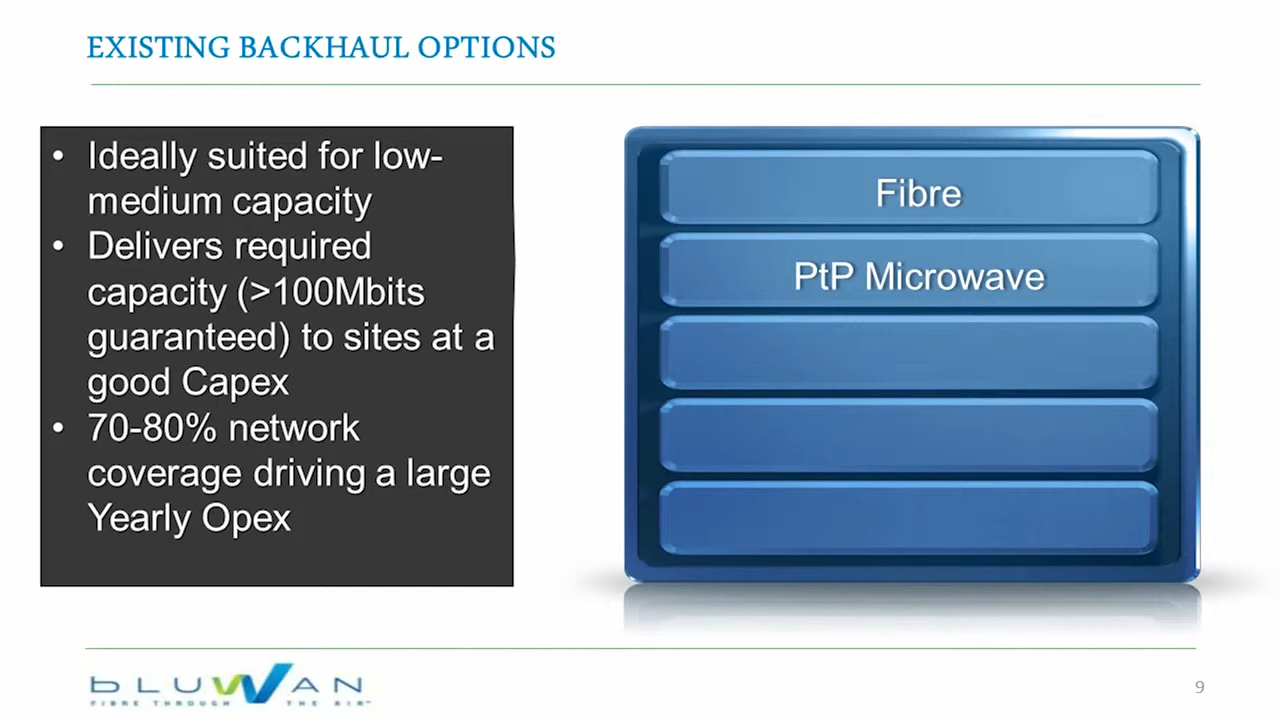 EXISTING BACKHAUL OPTIONS
• Ideally suited for low-
medium capacity
• Delivers required
capacity (>100Mbits
guaranteed) to sites at a
good Capex
• 70-80% network
coverage driving a large
Yearly Opex
Fibre
PtP Microwave
bLUWAN
FIBRE THROUGH THE AIR™
9